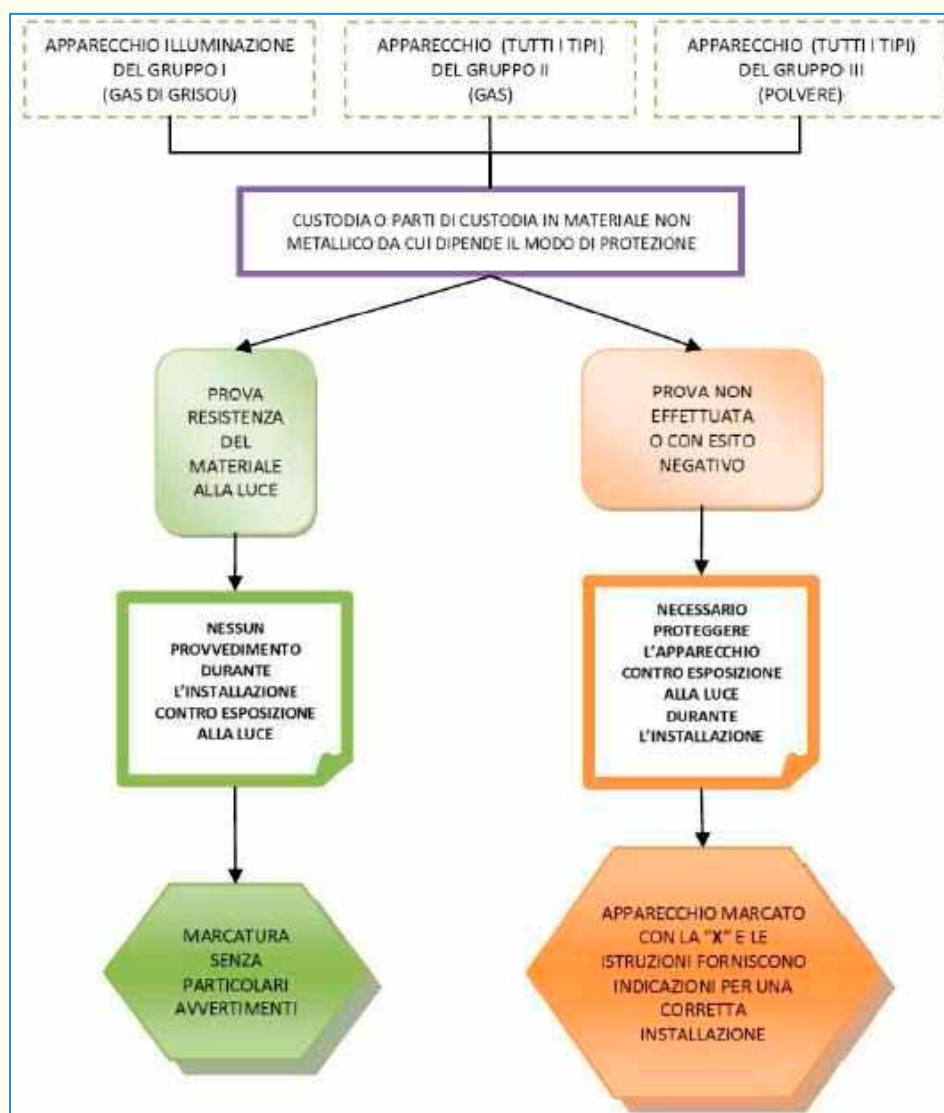 APPARECCHIO ILLUMINAZIONE
DEL GRUPPO I
(GAS DI GRISOU)
APPARECCHIO (TUTTI I TIPI)
DEL GRUPPO II
(GAS)
APPARECCHIO (TUTTI I TIPI)
DEL GRUPPO III
(POLVERE)
CUSTODIA O PARTI DI CUSTODIA IN MATERIALE NON
METALLICO DA CUI DIPENDE IL MODO DI PROTEZIONE
PROVA
RESISTENZA
DEL
MATERIALE
ALLA LUCE
PROVA NON
EFFETTUATA
O CON ESITO
NEGATIVO
NESSUN
PROVVEDIMENTO
DURANTE
L'INSTALLAZIONE
CONTRO ESPOSIZIONE
ALLA LUCE
NECESSARIO
PROTEGGERE
L'APPARECCHIO
CONTRO ESPOSIZIONE
ALLA LUCE
DURANTE
L'INSTALLAZIONE
MARCATURA
SENZA
PARTICOLARI
AVVERTIMENTI
APPARECCHIO MARCATO
CON LA "X" E LE
ISTRUZIONI FORNISCONO
INDICAZIONI PER UNA
CORRETTA
INSTALLAZIONE